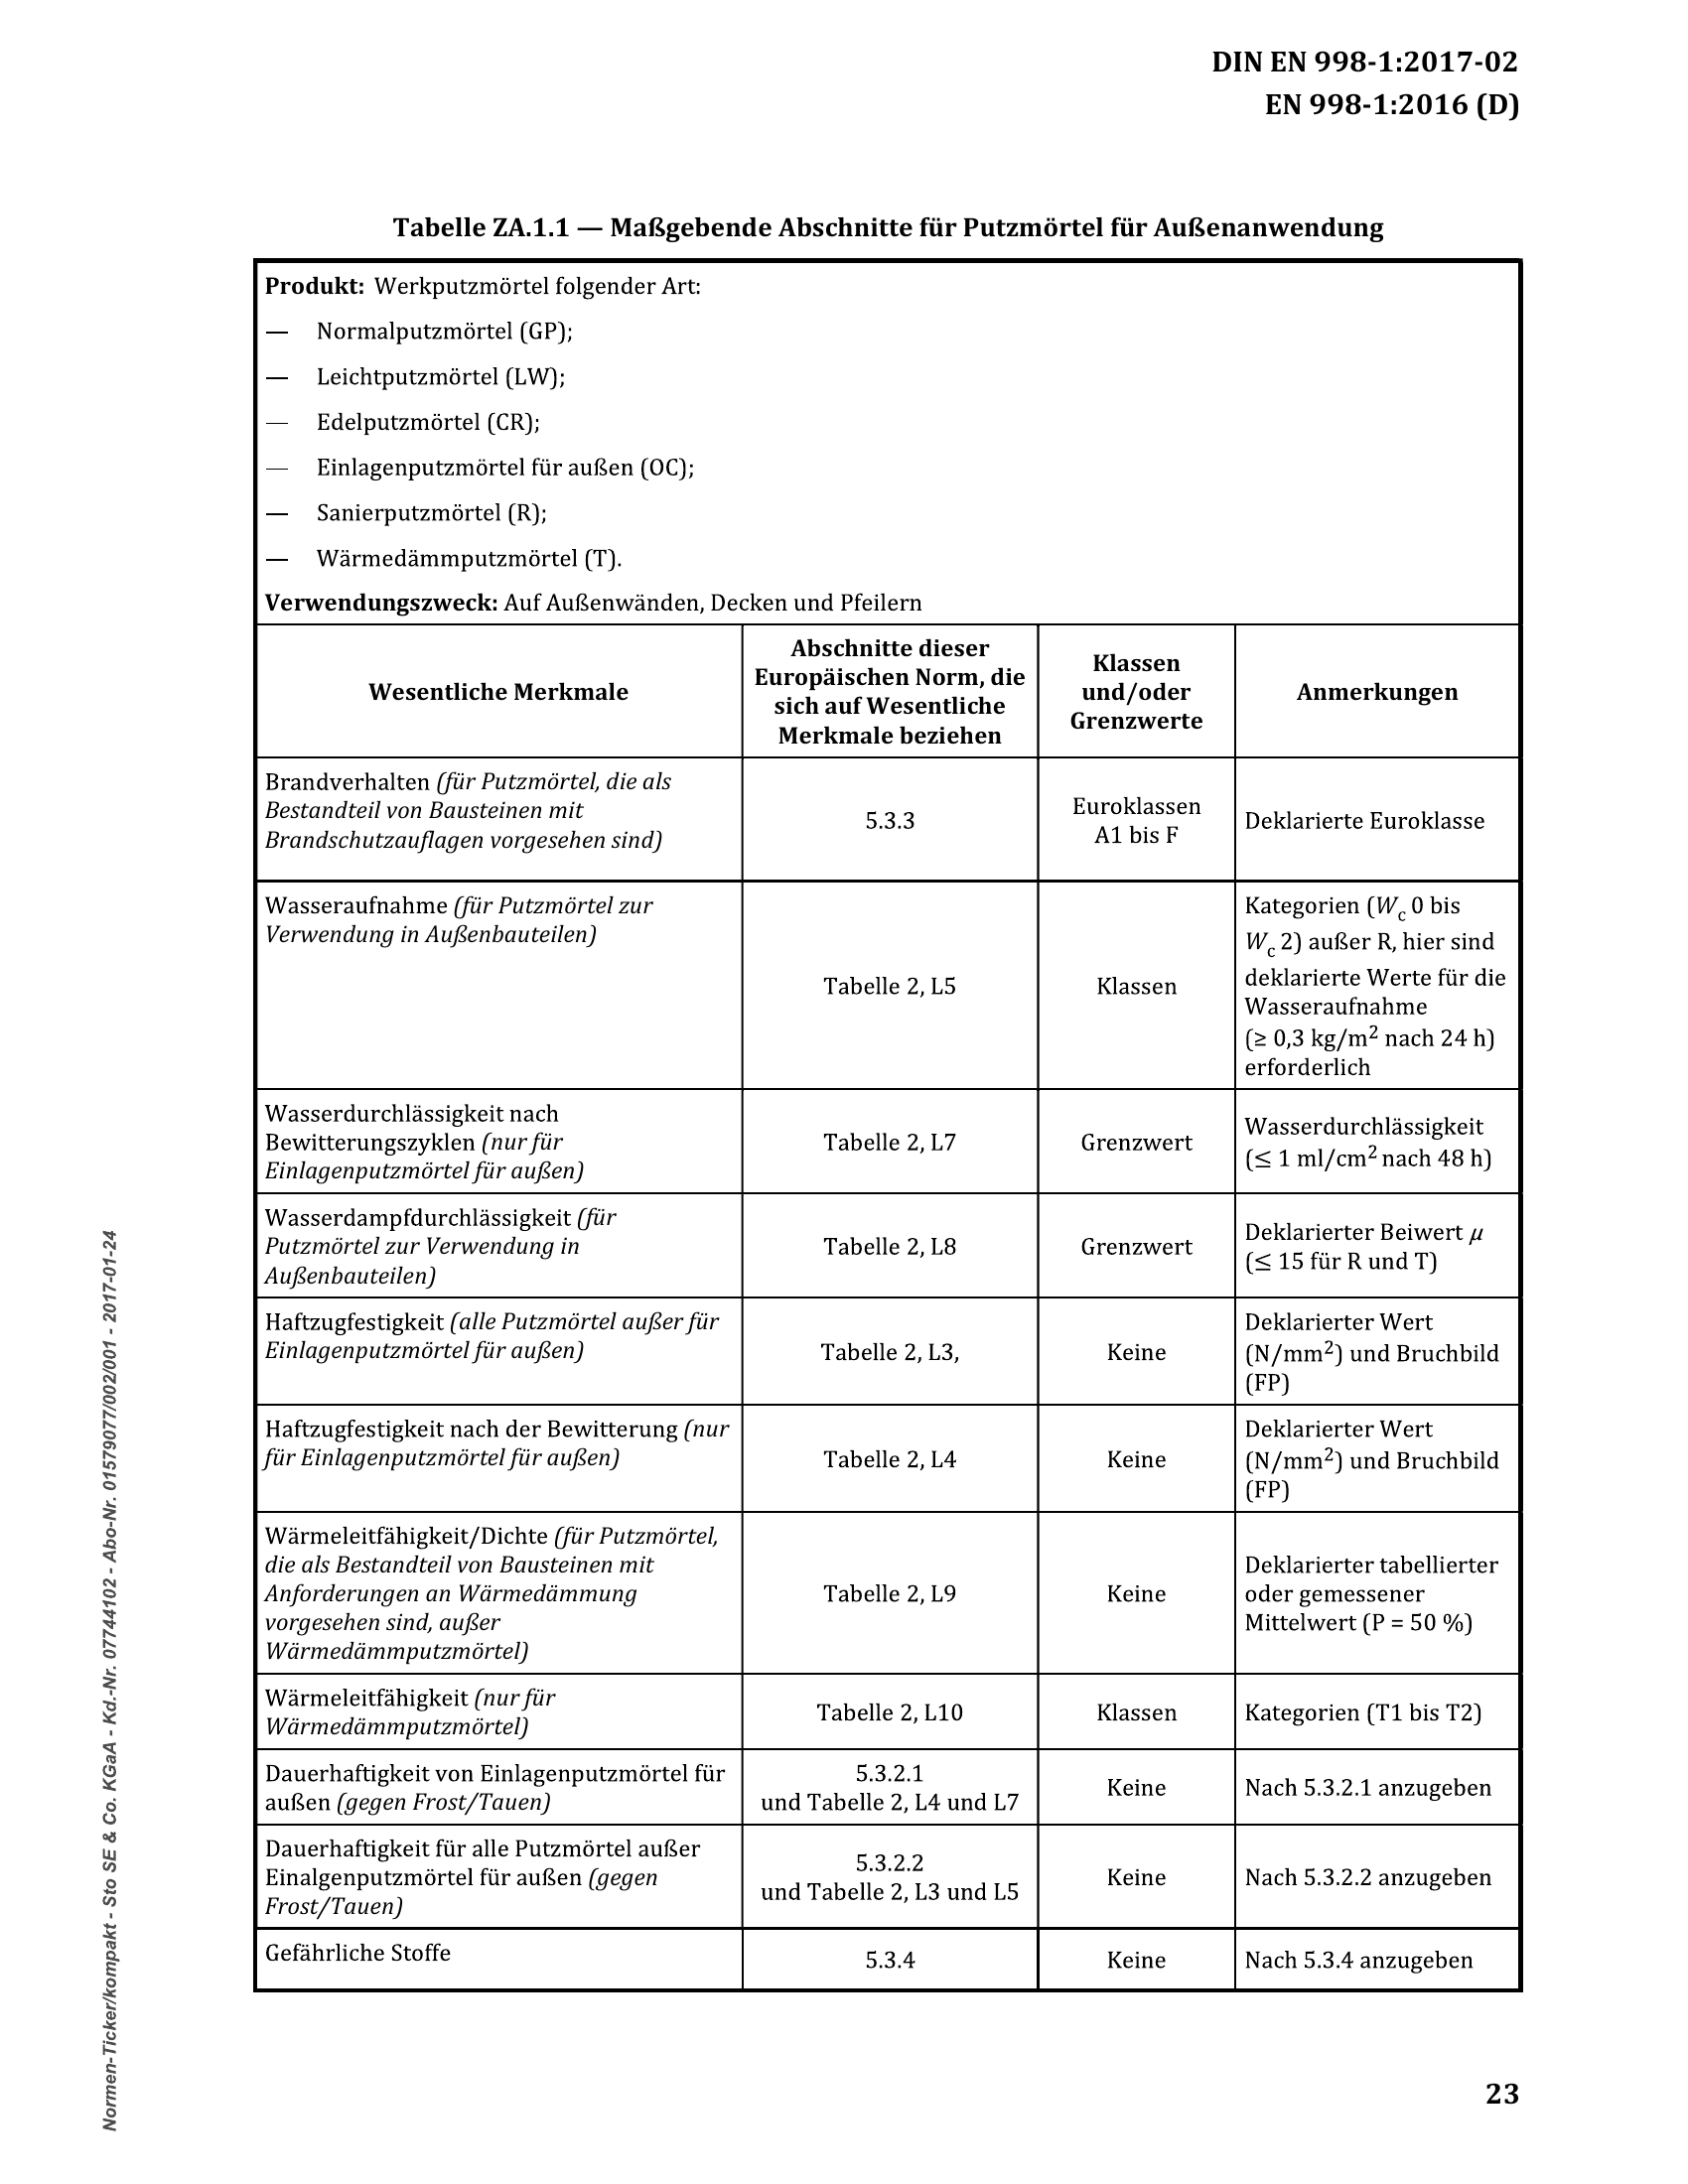 DIN EN 998-1:2017-02
EN 998-1:2016 (D)
Tabelle ZA.1.1 — Maßgebende Abschnitte für Putzmörtel für Außenanwendung
Produkt: Werkputzmörtel folgender Art:
— Normalputzmörtel (GP);
— Leichtputzmörtel (LW);
— Edelputzmörtel (CR);
— Einlagenputzmörtel für außen (OC);
— Sanierputzmörtel (R);
— Wärmedämmputzmörtel (T).
Verwendungszweck: Auf Außenwänden, Decken und Pfeilern
Wesentliche Merkmale
Abschnitte dieser
Europäischen Norm, die
sich auf Wesentliche
Merkmale beziehen
Klassen
und/oder
Grenzwerte
Anmerkungen
Brandverhalten (für Putzmörtel, die als
Bestandteil von Bausteinen mit
Brandschutzauflagen vorgesehen sind)
5.3.3
Euroklassen
A1 bis F
Deklarierte Euroklasse
Wasseraufnahme (für Putzmörtel zur
Verwendung in Außenbauteilen)
Tabelle 2, L5
Klassen
Kategorien (Wc 0 bis
Wc 2) außer R, hier sind
deklarierte Werte für die
Wasseraufnahme
(≥ 0,3 kg/m² nach 24 h)
erforderlich
Wasserdurchlässigkeit nach
Bewitterungszyklen (nur für
Einlagenputzmörtel für außen)
Tabelle 2, L7
Grenzwert
Wasserdurchlässigkeit
(≤ 1 ml/cm² nach 48 h)
Wasserdampfdurchlässigkeit (für
Putzmörtel zur Verwendung in
Außenbauteilen)
Tabelle 2, L8
Grenzwert
Deklarierter Beiwert μ
(≤ 15 für R und T)
Haftzugfestigkeit (alle Putzmörtel außer für
Einlagenputzmörtel für außen)
Tabelle 2, L3,
Keine
Deklarierter Wert
(N/mm²) und Bruchbild
(FP)
Haftzugfestigkeit nach der Bewitterung (nur
für Einlagenputzmörtel für außen)
Tabelle 2, L4
Keine
Deklarierter Wert
(N/mm²) und Bruchbild
(FP)
Wärmeleitfähigkeit/Dichte (für Putzmörtel,
die als Bestandteil von Bausteinen mit
Anforderungen an Wärmedämmung
vorgesehen sind, außer
Wärmedämmputzmörtel)
Tabelle 2, L9
Keine
Deklarierter tabellierter
oder gemessener
Mittelwert (P = 50 %)
Wärmeleitfähigkeit (nur für
Wärmedämmputzmörtel)
Tabelle 2, L10
Klassen
Kategorien (T1 bis T2)
Dauerhaftigkeit von Einlagenputzmörtel für
außen (gegen Frost/Tauen)
5.3.2.1
und Tabelle 2, L4 und L7
Keine
Nach 5.3.2.1 anzugeben
Dauerhaftigkeit für alle Putzmörtel außer
Einalgenputzmörtel für außen (gegen
Frost/Tauen)
5.3.2.2
und Tabelle 2, L3 und L5
Keine
Nach 5.3.2.2 anzugeben
Gefährliche Stoffe
5.3.4
Keine
Nach 5.3.4 anzugeben
23
Normen-Ticker/kompakt - Sto SE & Co. KGaA - Kd.-Nr. 07744102 - Abo-Nr. 01579077/002/001 - 2017-01-24